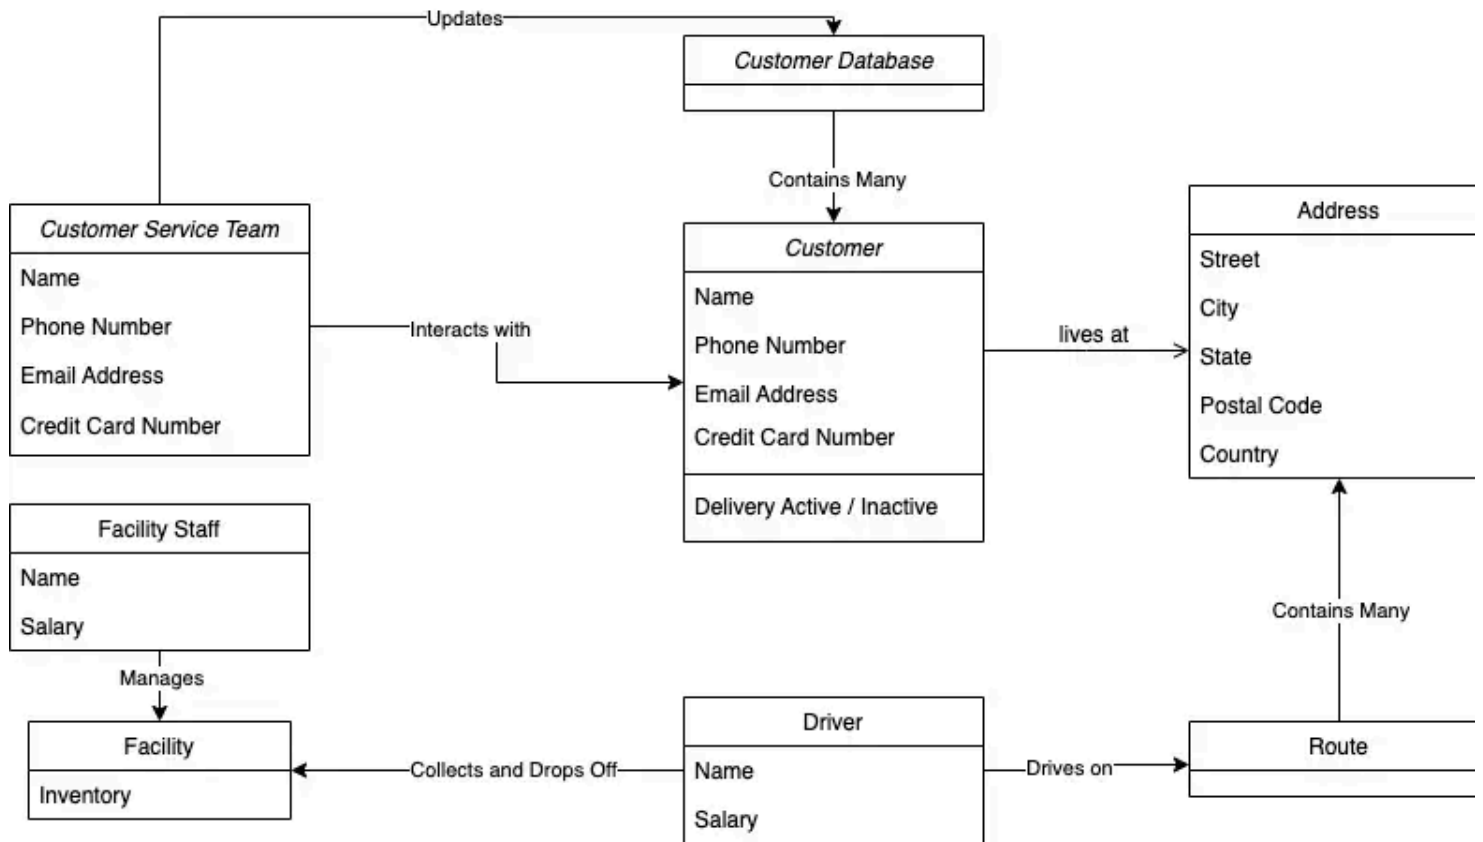 Updates
Customer Database
Contains Many
Customer Service Team
Name
Phone Number
Email Address
Credit Card Number
Interacts with
Customer
Name
Phone Number
Email Address
Credit Card Number
Delivery Active / Inactive
lives at
Address
Street
City
State
Postal Code
Country
Facility Staff
Name
Salary
Manages
Facility
Inventory
Collects and Drops Off
Driver
Name
Salary
Drives on
Route
Contains Many